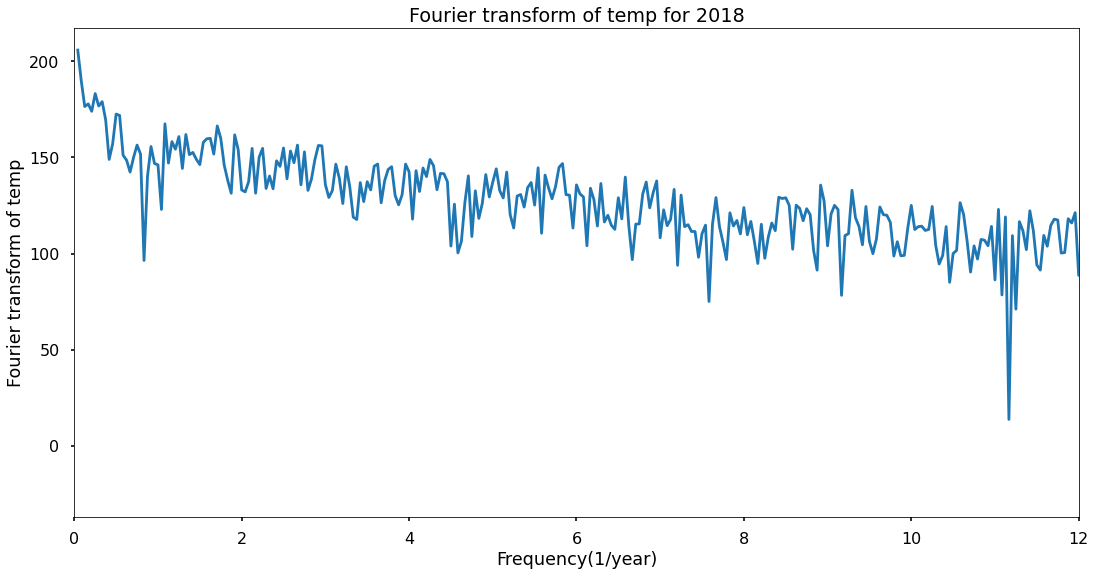 Fourier transform of temp for 2018
Fourier transform of temp
200
150
100
50
0
0 2 4 6 8 10 12
Frequency(1/year)